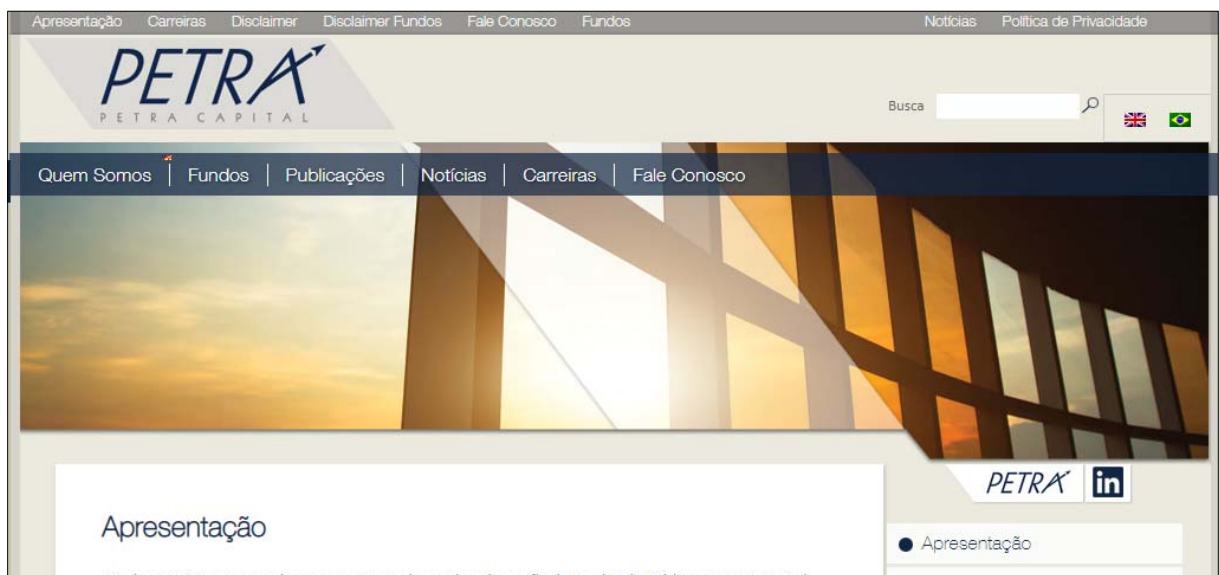 Apresentação Carreiras Disclaimer Disclaimer Fundos Fale Conosco Fundos Notícias Política de Privacidade
PETRA
PETRA CAPITAL
Busca
Quem Somos | Fundos | Publicações | Notícias | Carreiras | Fale Conosco
PETRA in
Apresentação
Apresentação